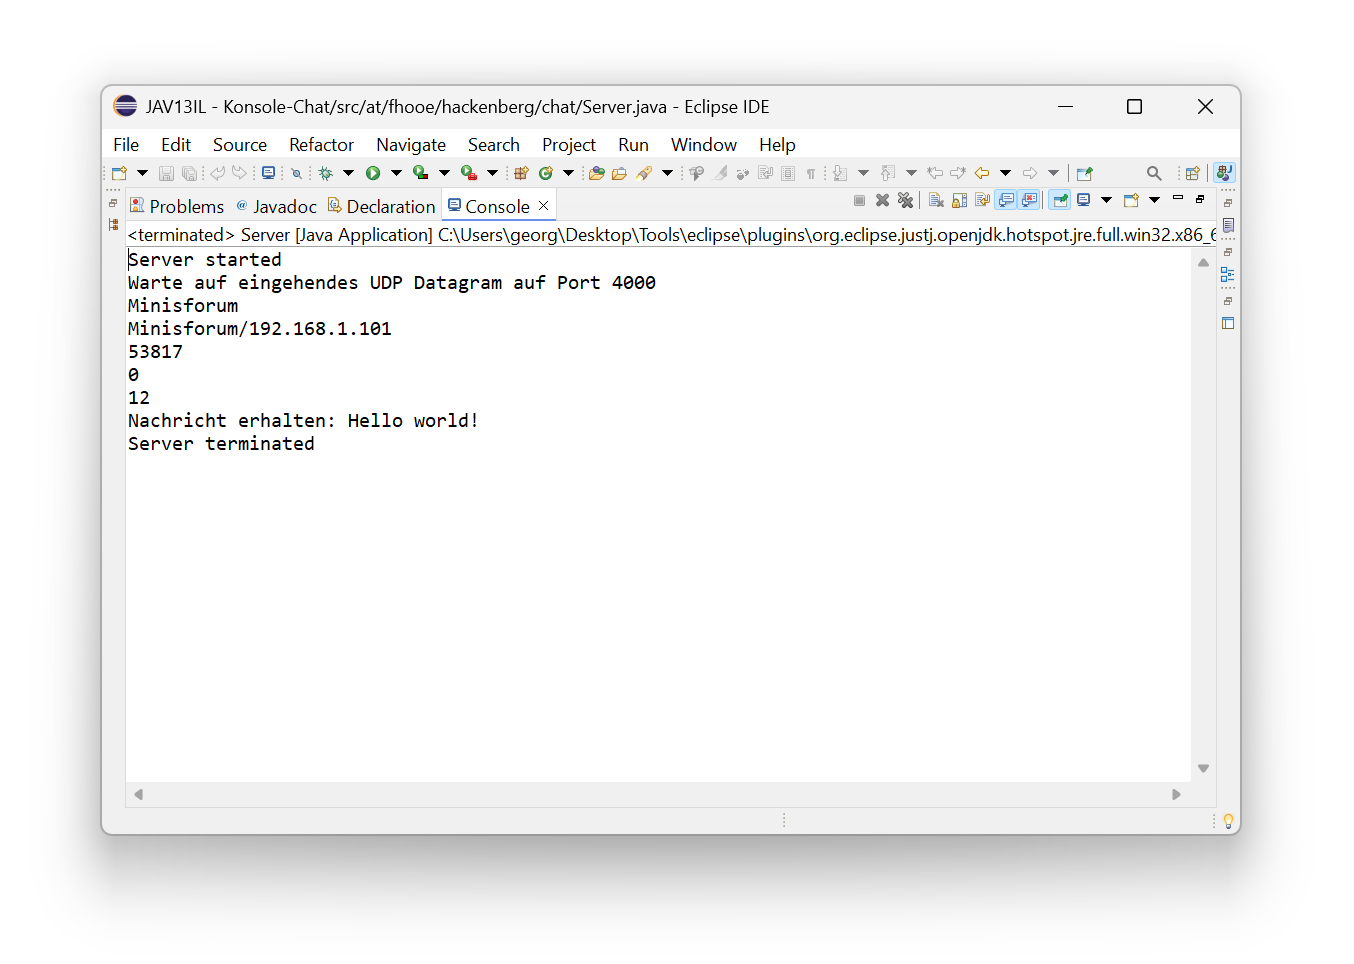 JAV13IL - Konsole-Chat/src/at/fhooe/hackenberg/chat/Server.java - Eclipse IDE
File Edit Source Refactor Navigate Search Project Run Window Help
Problems @ Javadoc Declaration Console
<terminated> Server [Java Application] C:\Users\georg\Desktop\Tools\eclipse\plugins\org.eclipse.justj.openjdk.hotspot.jre.full.win32.x86_6
Server started
Warte auf eingehendes UDP Datagram auf Port 4000
Minisforum
Minisforum/192.168.1.101
53817
0
12
Nachricht erhalten: Hello world!
Server terminated